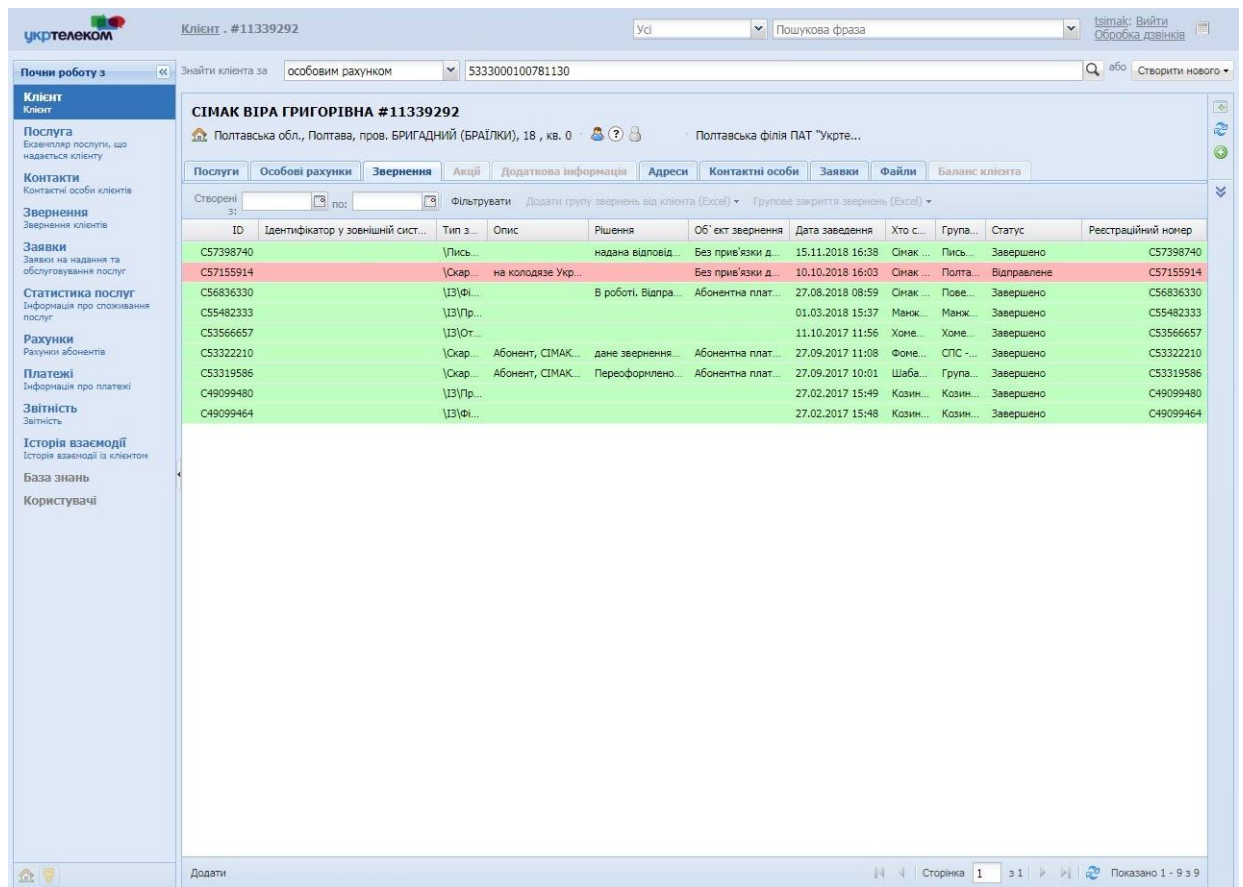 укртелеком
Клієнт . #11339292
Усі
Пошукова фраза
tsimak: Вийти
Обробка дзвінків
Почни роботу з
Знайти клієнта за особовим рахунком 5333000100781130 або Створити нового
Клієнт
Клієнт
Послуга
Екземпляр послуги, що
надається клієнту
Контакти
Контактні особи клієнтів
Звернення
Звернення клієнтів
Заявки
Заявки на надання та
обслуговування послуг
Статистика послуг
Інформація про споживання
послуг
Рахунки
Рахунки абонентів
Платежі
Інформація про платежі
Звітність
Звітність
Історія взаємодії
Історія взаємодії із клієнтом
База знань
Користувачі
СІМАК ВІРА ГРИГОРІВНА #11339292
Полтавська обл., Полтава, пров. БРИГАДНИЙ (БРАЇЛКИ), 18 , кв. 0 Полтавська філія ПАТ "Укрте...
Послуги Особові рахунки Звернення Акції Додаткова інформація Адреси Контактні особи Заявки Файли Баланс клієнта
Створені з: по: Фільтрувати Додати групу звернень від клієнта (Excel) Групове закриття звернень (Excel)
ID Ідентифікатор у зовнішній сист... Тип з... Опис Рішення Об`єкт звернення Дата заведення Хто с... Група... Статус Реєстраційний номер
C57398740 \Пись... надана відповід... Без прив'язки д... 15.11.2018 16:38 Сімак ... Пись... Завершено C57398740
C57155914 \Скар... на колодязе Укр... Без прив'язки д... 10.10.2018 16:03 Сімак ... Полта... Відправлене C57155914
C56836330 \ІЗ\Фі... В роботі. Відпра... Абонентна плат... 27.08.2018 08:59 Сімак ... Пове... Завершено C56836330
C55482333 \ІЗ\Пр... 01.03.2018 15:37 Манж... Манж... Завершено C55482333
C53566657 \ІЗ\От... 11.10.2017 11:56 Хоме... Хоме... Завершено C53566657
C53322210 \Скар... Абонент, СІМАК... дане звернення... Абонентна плат... 27.09.2017 11:08 Фоме... СПС -... Завершено C53322210
C53319586 \Скар... Абонент, СІМАК... Переоформлено... Абонентна плат... 27.09.2017 10:01 Шаба... Група... Завершено C53319586
C49099480 \ІЗ\Пр... 27.02.2017 15:49 Козин... Козин... Завершено C49099480
C49099464 \ІЗ\Фі... 27.02.2017 15:48 Козин... Козин... Завершено C49099464
Додати Сторінка 1 з 1 Показано 1 - 9 з 9